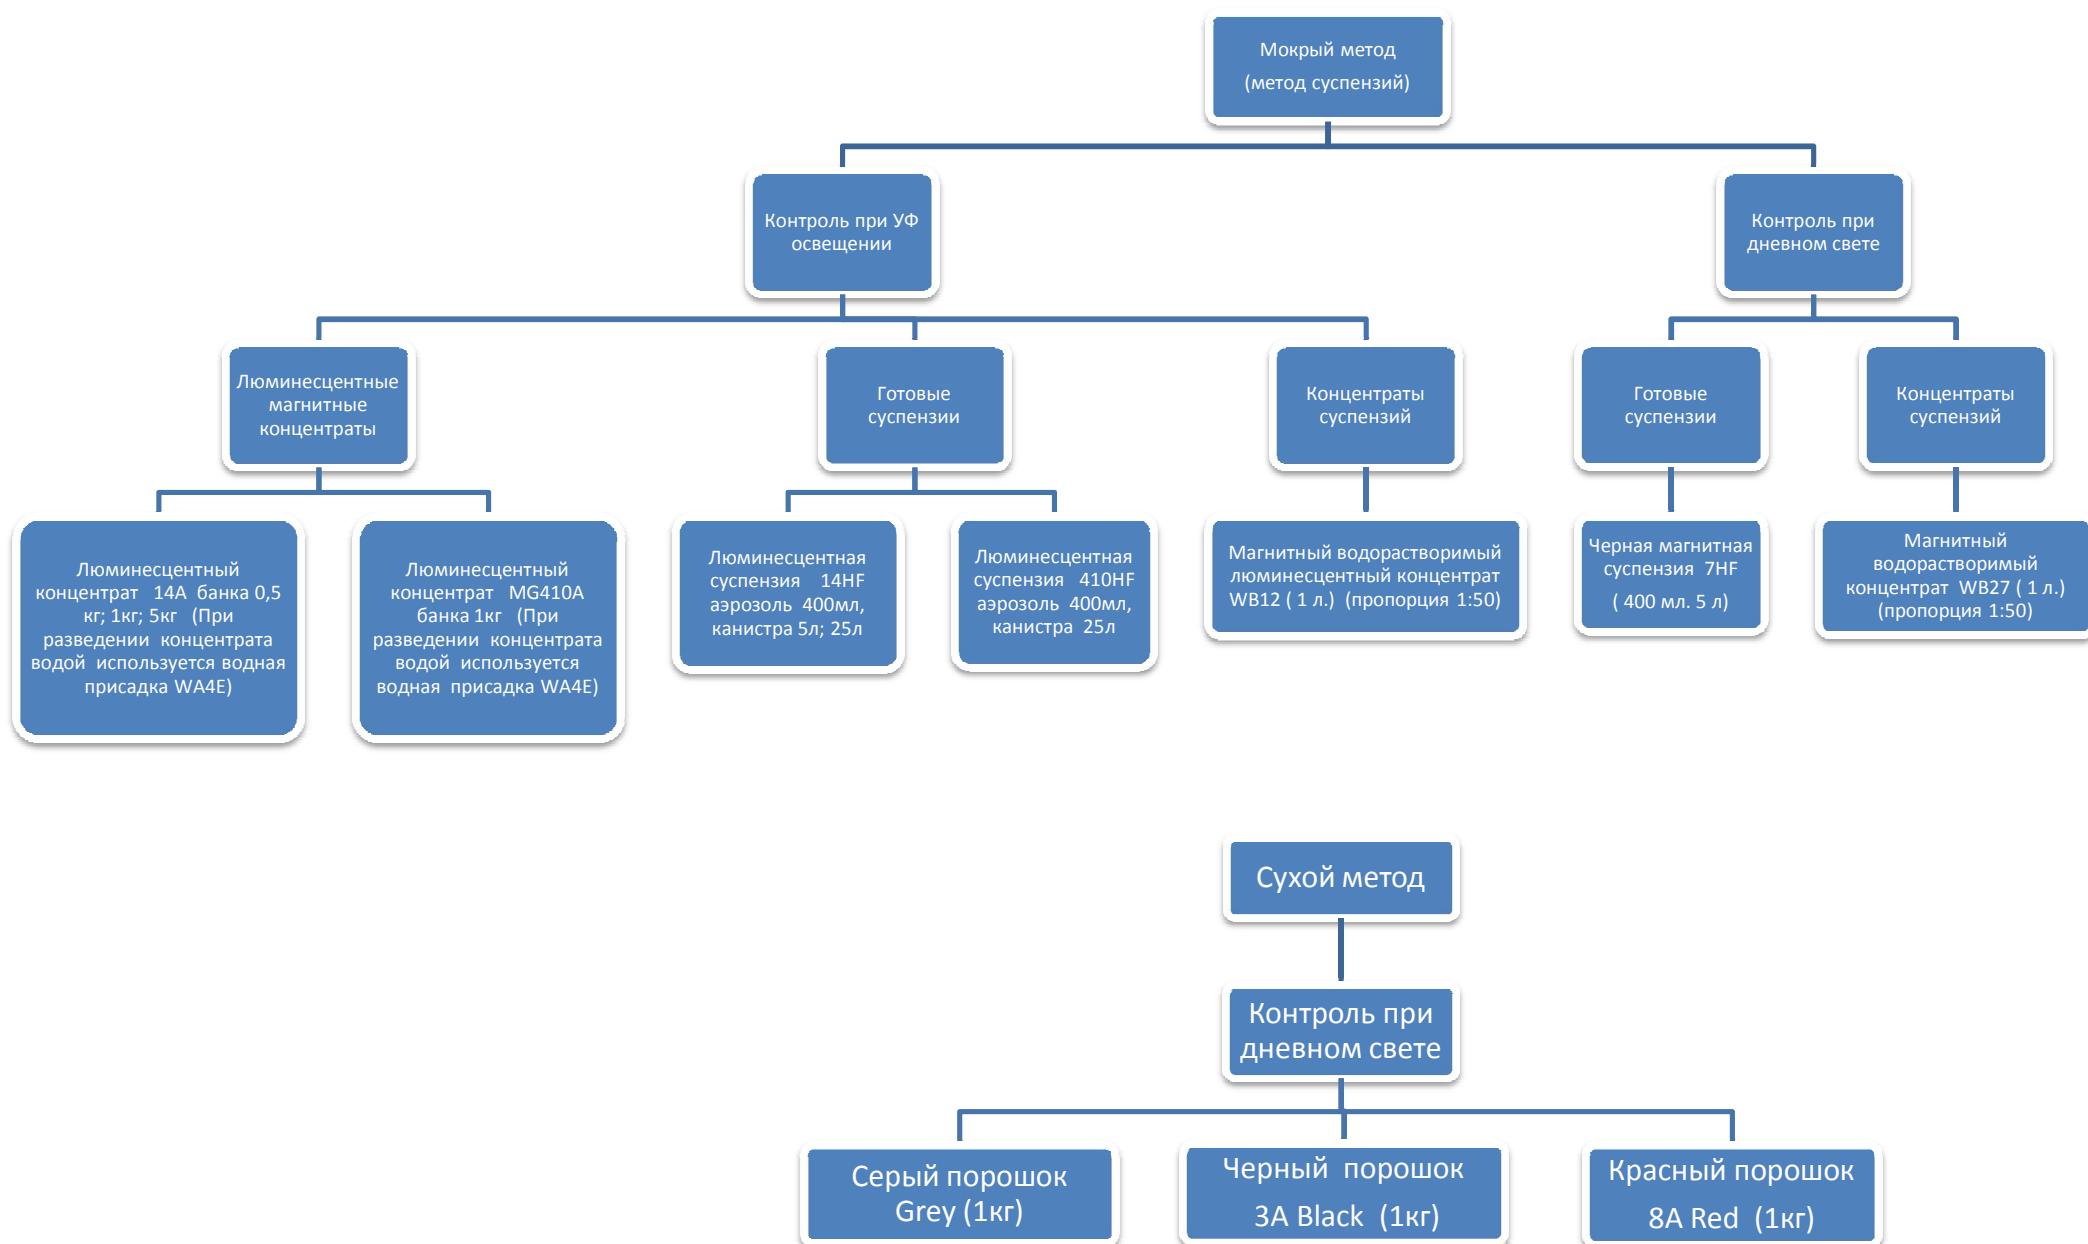 Мокрый метод
(метод суспензий)
Контроль при УФ
освещении
Контроль при
дневном свете
Люминесцентные
магнитные
концентраты
Готовые
суспензии
Концентраты
суспензий
Готовые
суспензии
Концентраты
суспензий
Люминесцентный
концентрат 14А банка 0,5
кг; 1кг; 5кг (При
разведении концентрата
водой используется водная
присадка WA4E)
Люминесцентный
концентрат MG410A
банка 1кг (При
разведении концентрата
водой используется
водная присадка WA4E)
Люминесцентная
суспензия 14HF
аэрозоль 400мл,
канистра 5л; 25л
Люминесцентная
суспензия 410HF
аэрозоль 400мл,
канистра 25л
Магнитный водорастворимый
люминесцентный концентрат
WB12 ( 1 л.) (пропорция 1:50)
Черная магнитная
суспензия 7HF
( 400 мл. 5 л)
Магнитный
водорастворимый
концентрат WB27 ( 1 л.)
(пропорция 1:50)
Сухой метод
Контроль при
дневном свете
Серый порошок
Grey (1кг)
Черный порошок
3A Black (1кг)
Красный порошок
8A Red (1кг)